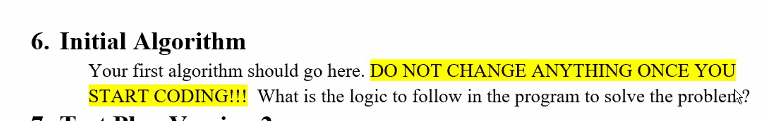 6. Initial Algorithm
Your first algorithm should go here. DO NOT CHANGE ANYTHING ONCE YOU
START CODING!!! What is the logic to follow in the program to solve the problem?